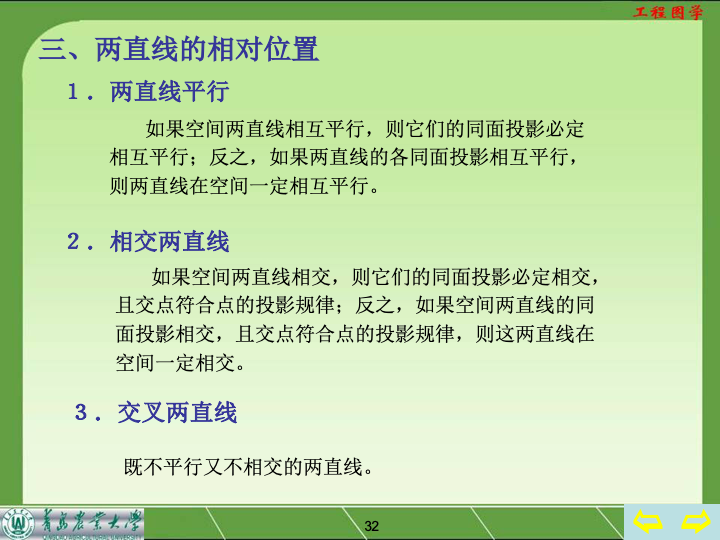 工程图学
三、两直线的相对位置
1．两直线平行
如果空间两直线相互平行，则它们的同面投影必定
相互平行；反之，如果两直线的各同面投影相互平行，
则两直线在空间一定相互平行。
2．相交两直线
如果空间两直线相交，则它们的同面投影必定相交，
且交点符合点的投影规律；反之，如果空间两直线的同
面投影相交，且交点符合点的投影规律，则这两直线在
空间一定相交。
3．交叉两直线
既不平行又不相交的两直线。
青岛农业大学
32